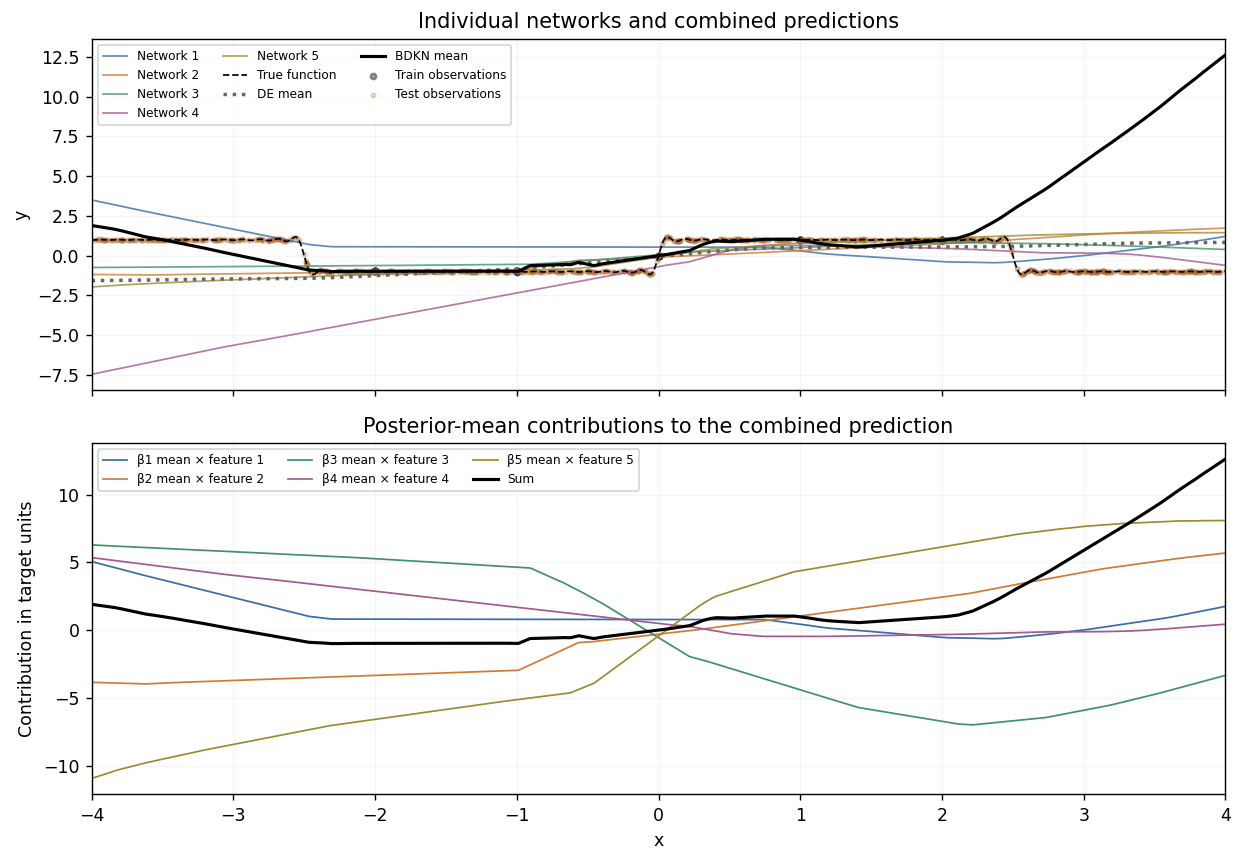 Individual networks and combined predictions
Network 1
Network 2
Network 3
Network 4
Network 5
True function
DE mean
BDKN mean
Train observations
Test observations
12.5
10.0
7.5
5.0
2.5
0.0
−2.5
−5.0
−7.5
y
Posterior-mean contributions to the combined prediction
β1 mean × feature 1
β2 mean × feature 2
β3 mean × feature 3
β4 mean × feature 4
β5 mean × feature 5
Sum
10
5
0
−5
−10
Contribution in target units
−4
−3
−2
−1
0
1
2
3
4
x